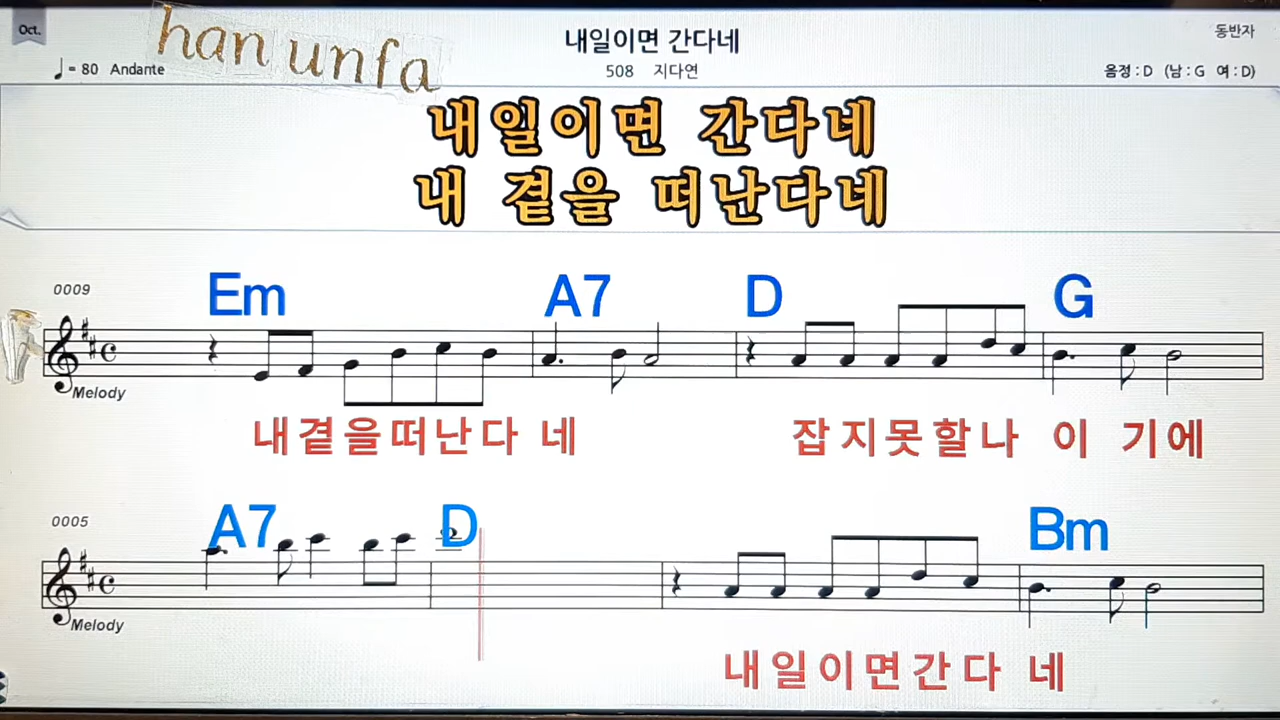 Oct.
han unfa
내일이면 간다네
동반자
♩= 80 Andante
508 지다연
음정 : D (남 : G 여 : D)
내일이면 간다네
내 곁을 떠난다네
0009
Em A7 D G
Melody
내곁을떠난다 네 잡지못할나 이 기에
0005
A7 D Bm
Melody
내일이면간다 네